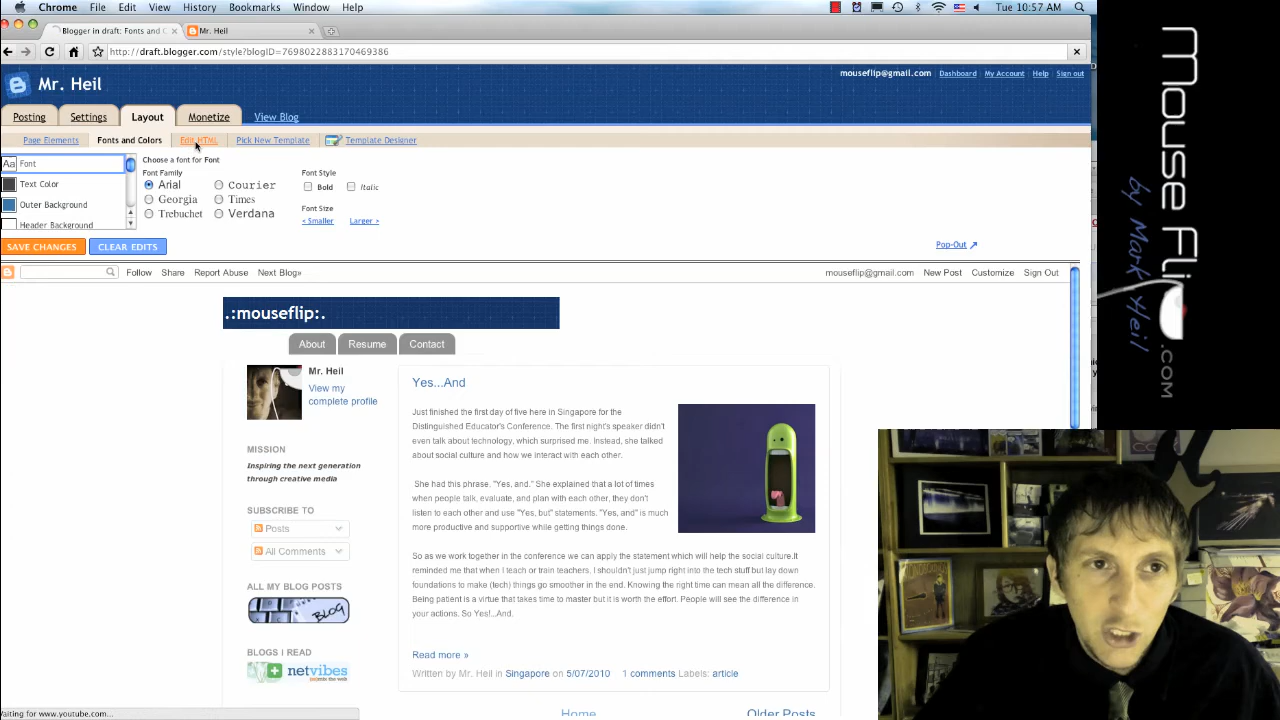 Chrome File Edit View History Bookmarks Window Help
Tue 10:57 AM
Blogger in draft: Fonts and C
Mr. Heil
http://draft.blogger.com/style?blogID=7698022883170469386
Mr. Heil
mouseflip@gmail.com Dashboard My Account Help Sign out
Posting Settings Layout Monetize View Blog
Page Elements Fonts and Colors Edit HTML Pick New Template Template Designer
Aa Font
Text Color
Outer Background
Header Background
Choose a font for Font
Font Family
Arial Courier
Georgia Times
Trebuchet Verdana
Font Style
Bold Italic
Font Size
< Smaller Larger >
SAVE CHANGES CLEAR EDITS
Pop-Out
Follow Share Report Abuse Next Blog»
mouseflip@gmail.com New Post Customize Sign Out
.:mouseflip:.
About Resume Contact
Mr. Heil
View my
complete profile
MISSION
Inspiring the next generation
through creative media
SUBSCRIBE TO
Posts
All Comments
ALL MY BLOG POSTS
BLOG
BLOGS I READ
netvibes
Yes...And
Just finished the first day of five here in Singapore for the
Distinguished Educator's Conference. The first night's speaker didn't
even talk about technology, which surprised me. Instead, she talked
about social culture and how we interact with each other.
She had this phrase, "Yes, and." She explained that a lot of times
when people talk, evaluate, and plan with each other, they don't
listen to each other and use "Yes, but" statements. "Yes, and" is much
more productive and supportive while getting things done.
So as we work together in the conference we can apply the statement which will help the social culture.It
reminded me that when I teach or train teachers, I shouldn't just jump right into the tech stuff but lay down
foundations to make (tech) things go smoother in the end. Knowing the right time can mean all the difference.
Being patient is a virtue that takes time to master but it is worth the effort. People will see the difference in
your actions. So Yes!...And.
Read more »
Written by Mr. Heil in Singapore on 5/07/2010 1 comments Labels: article
Home Older Posts
Waiting for www.youtube.com...
mouse flip
.com
by Mark Heil